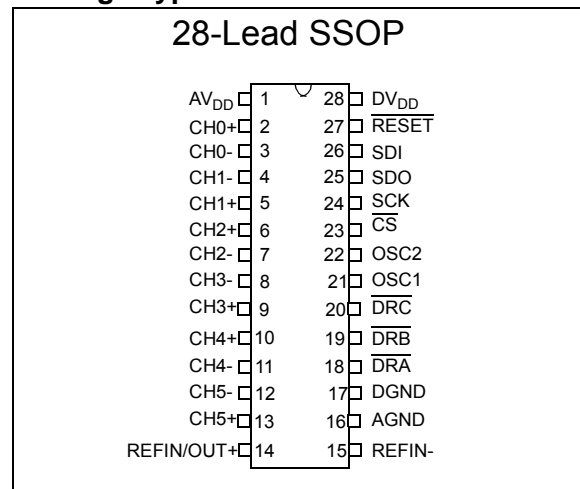 28-Lead SSOP
AVDD 1 28 DVDD
CH0+ 2 27 RESET
CH0- 3 26 SDI
CH1- 4 25 SDO
CH1+ 5 24 SCK
CH2+ 6 23 CS
CH2- 7 22 OSC2
CH3- 8 21 OSC1
CH3+ 9 20 DRC
CH4+ 10 19 DRB
CH4- 11 18 DRA
CH5- 12 17 DGND
CH5+ 13 16 AGND
REFIN/OUT+ 14 15 REFIN-